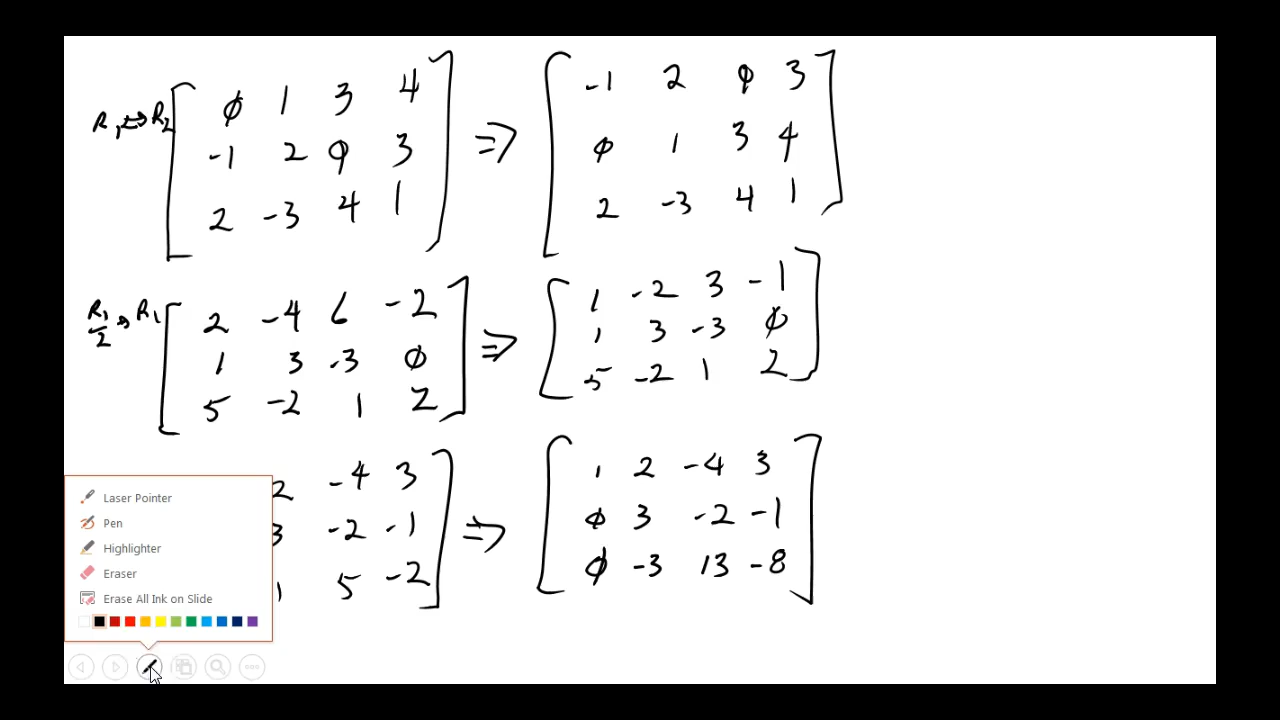 R₁ ↔ R₂ [ 0 1 3 4 ⇒ [ -1 2 0 3
-1 2 0 3 0 1 3 4
2 -3 4 1 ] 2 -3 4 1 ]
R₁/2 → R₁ [ 2 -4 6 -2 ⇒ [ 1 -2 3 -1
1 3 -3 0 1 3 -3 0
5 -2 1 2 ] 5 -2 1 2 ]
2 -4 3 ⇒ [ 1 2 -4 3
3 -2 -1 0 3 -2 -1
1 5 -2 ] 0 -3 13 -8 ]
Laser Pointer
Pen
Highlighter
Eraser
Erase All Ink on Slide